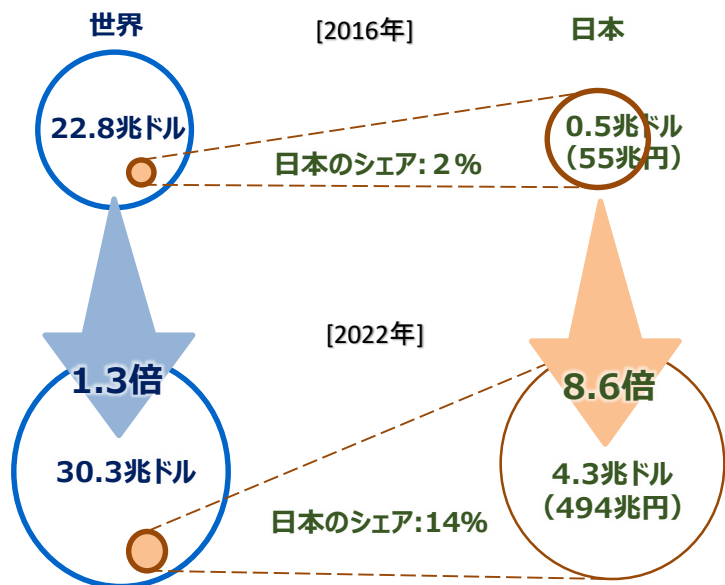 世界
[2016年]
日本
22.8兆ドル
0.5兆ドル
（55兆円）
日本のシェア:２%
[2022年]
1.3倍
8.6倍
30.3兆ドル
4.3兆ドル
（494兆円）
日本のシェア:14%